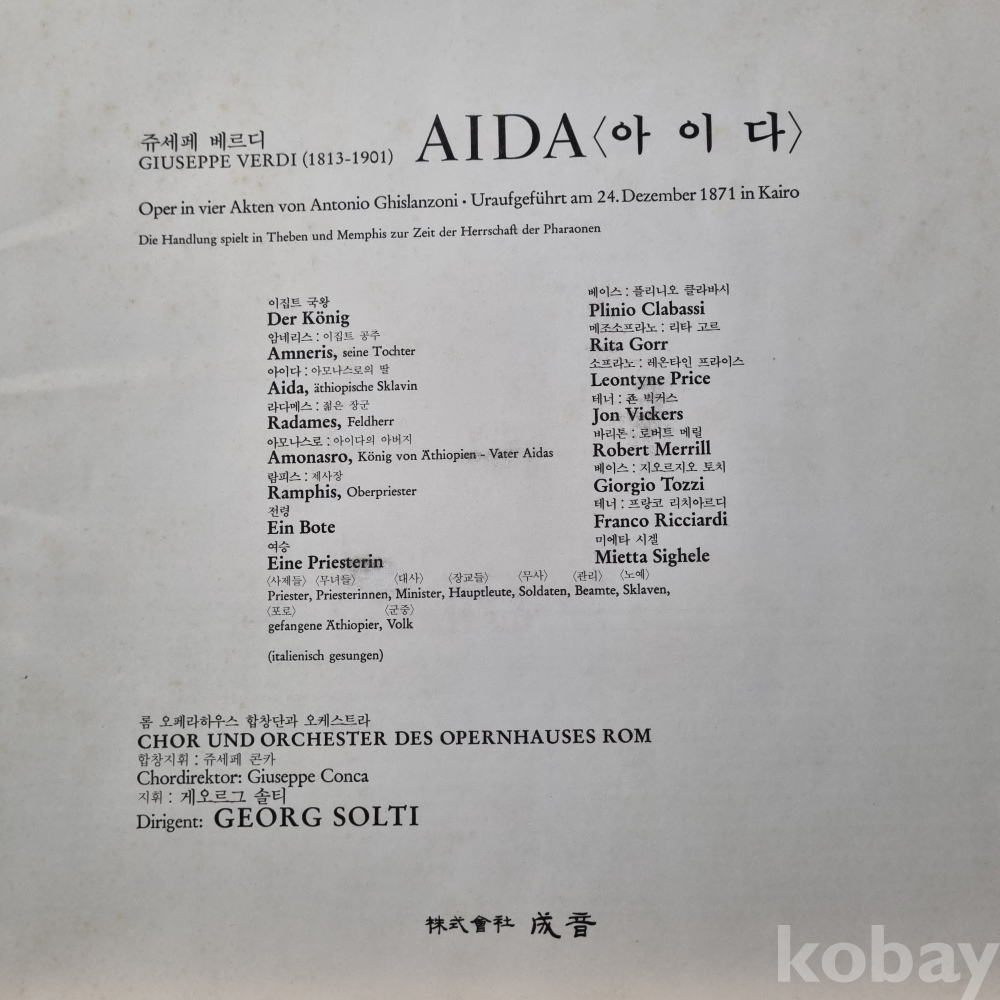 쥬세페 베르디
GIUSEPPE VERDI (1813-1901) AIDA〈아 이 다〉
Oper in vier Akten von Antonio Ghislanzoni · Uraufgeführt am 24. Dezember 1871 in Kairo
Die Handlung spielt in Theben und Memphis zur Zeit der Herrschaft der Pharaonen
이집트 국왕
Der König
암네리스 : 이집트 공주
Amneris, seine Tochter
아이다 : 아모나스로의 딸
Aida, äthiopische Sklavin
라다메스 : 젊은 장군
Radames, Feldherr
아모나스로 : 아이다의 아버지
Amonasro, König von Äthiopien - Vater Aidas
람피스 : 제사장
Ramphis, Oberpriester
전령
Ein Bote
여승
Eine Priesterin
베이스 : 플리니오 클라바시
Plinio Clabassi
메조소프라노 : 리타 고르
Rita Gorr
소프라노 : 레온타인 프라이스
Leontyne Price
테너 : 죤 빅커스
Jon Vickers
바리톤 : 로버트 메릴
Robert Merrill
베이스 : 지오르지오 토치
Giorgio Tozzi
테너 : 프랑코 리치아르디
Franco Ricciardi
미에타 시겔
Mietta Sighele
〈사제들〉 〈무녀들〉 〈대사〉 〈장교들〉 〈무사〉 〈관리〉 〈노예〉
Priester, Priesterinnen, Minister, Hauptleute, Soldaten, Beamte, Sklaven,
〈포로〉 〈군중〉
gefangene Äthiopier, Volk
(italienisch gesungen)
롬 오페라하우스 합창단과 오케스트라
CHOR UND ORCHESTER DES OPERNHAUSES ROM
합창지휘 : 쥬세페 콘카
Chordirektor: Giuseppe Conca
지휘 : 게오르그 솔티
Dirigent: GEORG SOLTI
株式會社 成音
kobay